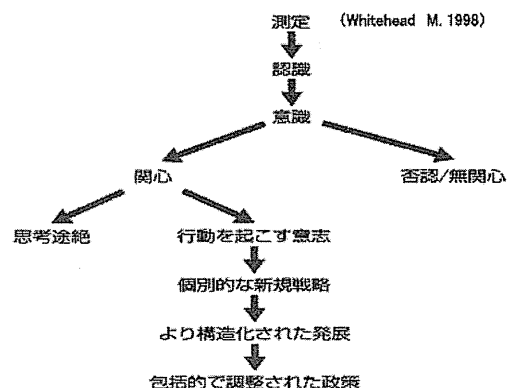 測定 (Whitehead M. 1998)
認識
意識
関心 否認/無関心
思考途絶 行動を起こす意志
個別的な新規戦略
より構造化された発展
包括的で調整された政策